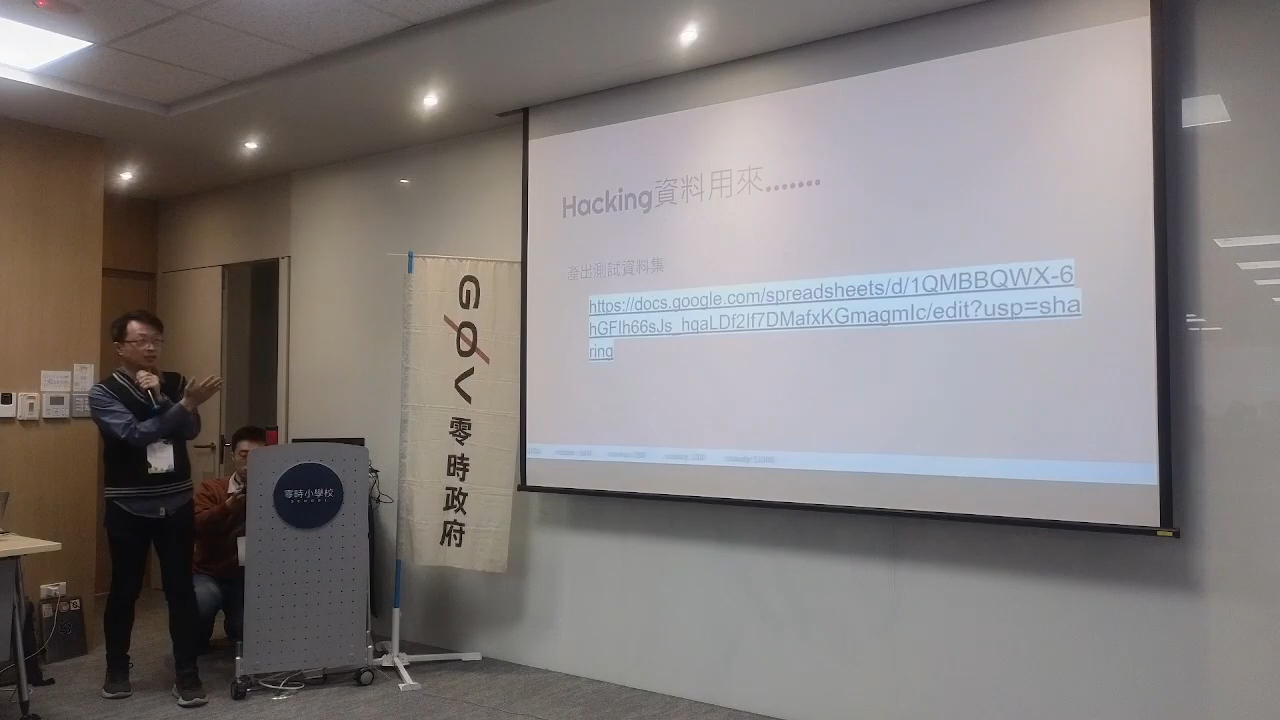 Hacking資料用來.......
產出測試資料集
https://docs.google.com/spreadsheets/d/1QMBBQWX-6
hGFIh66sJs_hqaLDf2If7DMafxKGmagmIc/edit?usp=sha
ring
G0V
零時政府
零時小學校
SCHOOL